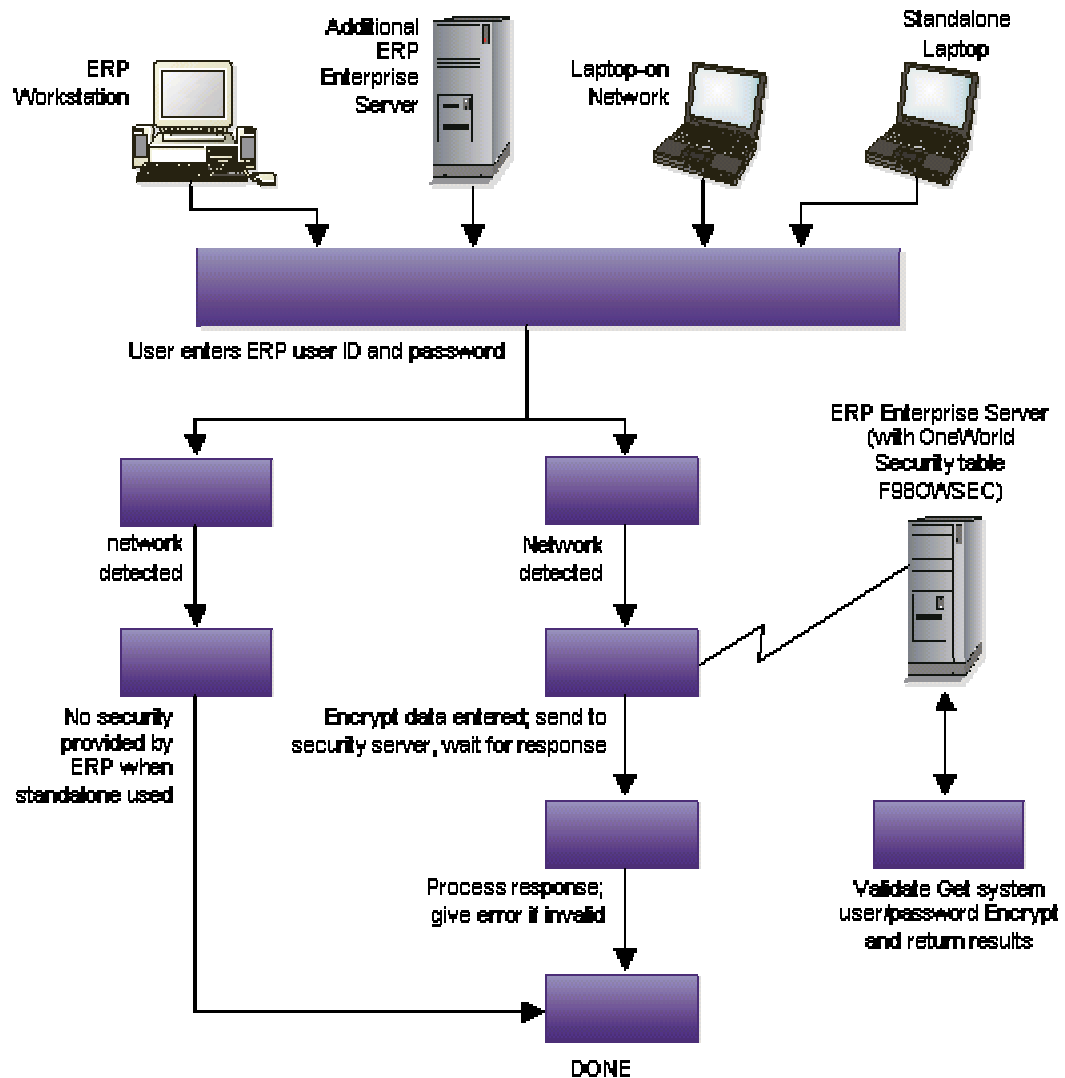 ERP
Workstation
Additional
ERP
Enterprise
Server
Laptop-on
Network
Standalone
Laptop
User enters ERP user ID and password
network
detected
Network
detected
ERP Enterprise Server
(with OneWorld
Security table
F98OWSEC)
No security
provided by
ERP when
standalone used
Encrypt data entered; send to
security server, wait for response
Process response;
give error if invalid
Validate Get system
user/password Encrypt
and return results
DONE